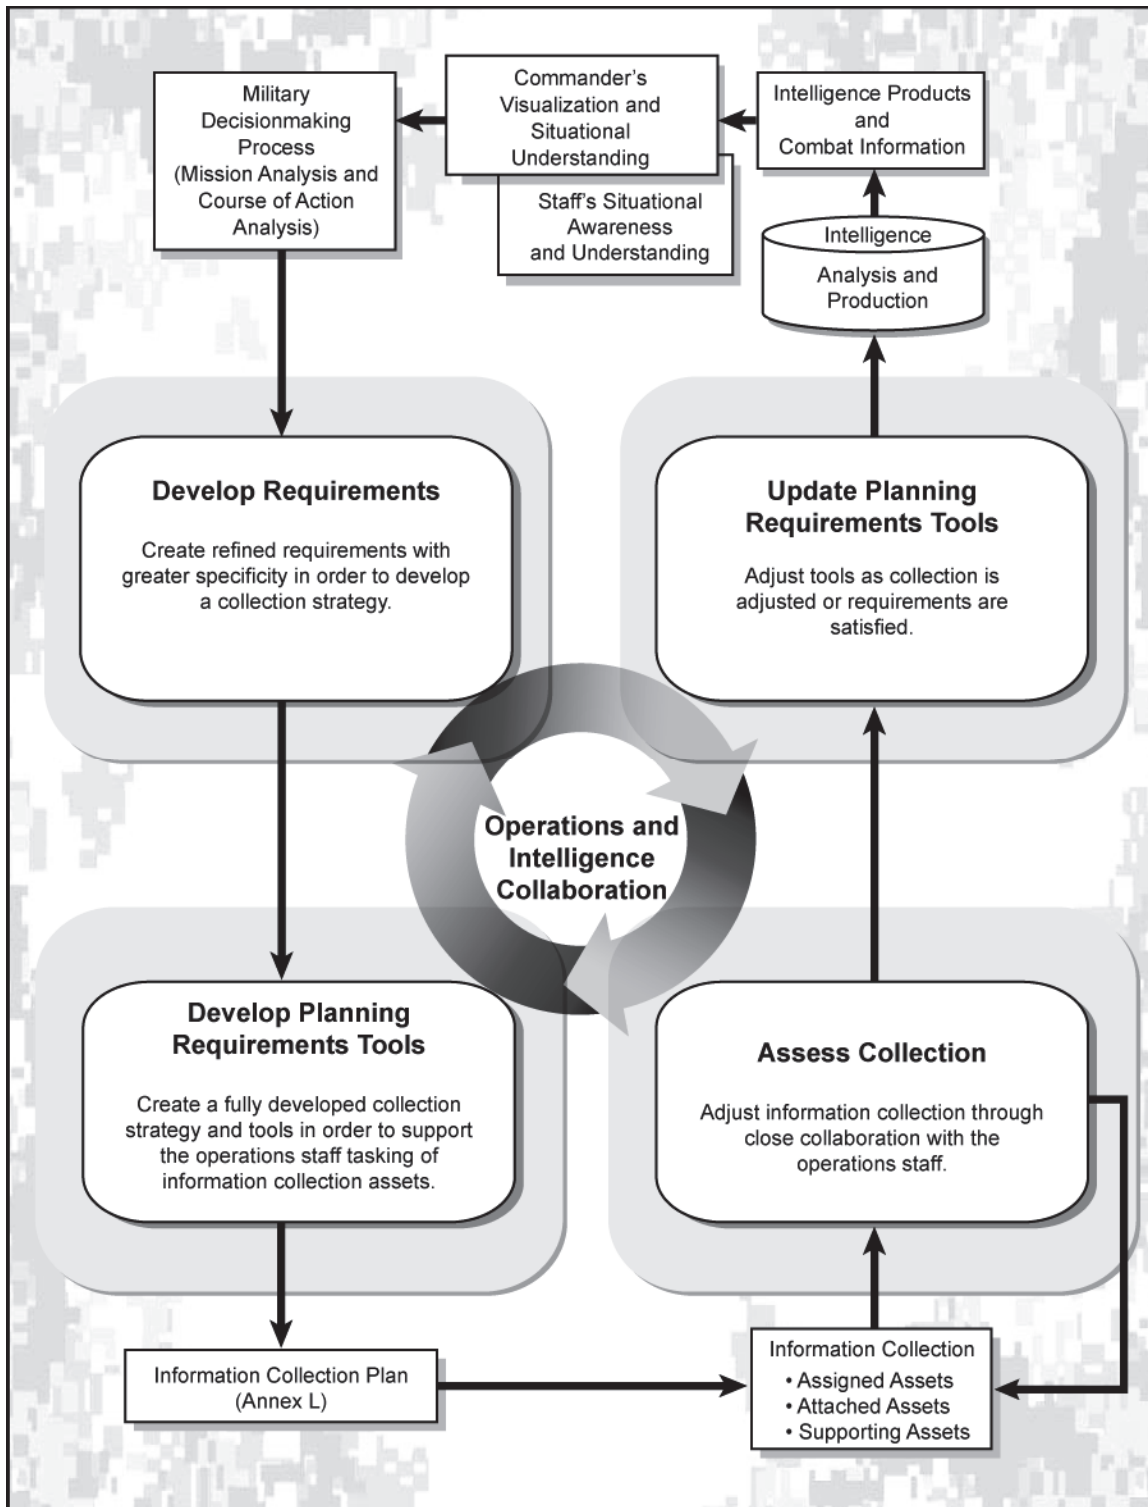 Military
Decisionmaking
Process
(Mission Analysis and
Course of Action
Analysis)
Commander's
Visualization and
Situational
Understanding
Staff's Situational
Awareness
and Understanding
Intelligence Products
and
Combat Information
Intelligence
Analysis and
Production
Develop Requirements
Create refined requirements with
greater specificity in order to develop
a collection strategy.
Update Planning
Requirements Tools
Adjust tools as collection is
adjusted or requirements are
satisfied.
Operations and
Intelligence
Collaboration
Develop Planning
Requirements Tools
Create a fully developed collection
strategy and tools in order to support
the operations staff tasking of
information collection assets.
Assess Collection
Adjust information collection through
close collaboration with the
operations staff.
Information Collection Plan
(Annex L)
Information Collection
• Assigned Assets
• Attached Assets
• Supporting Assets